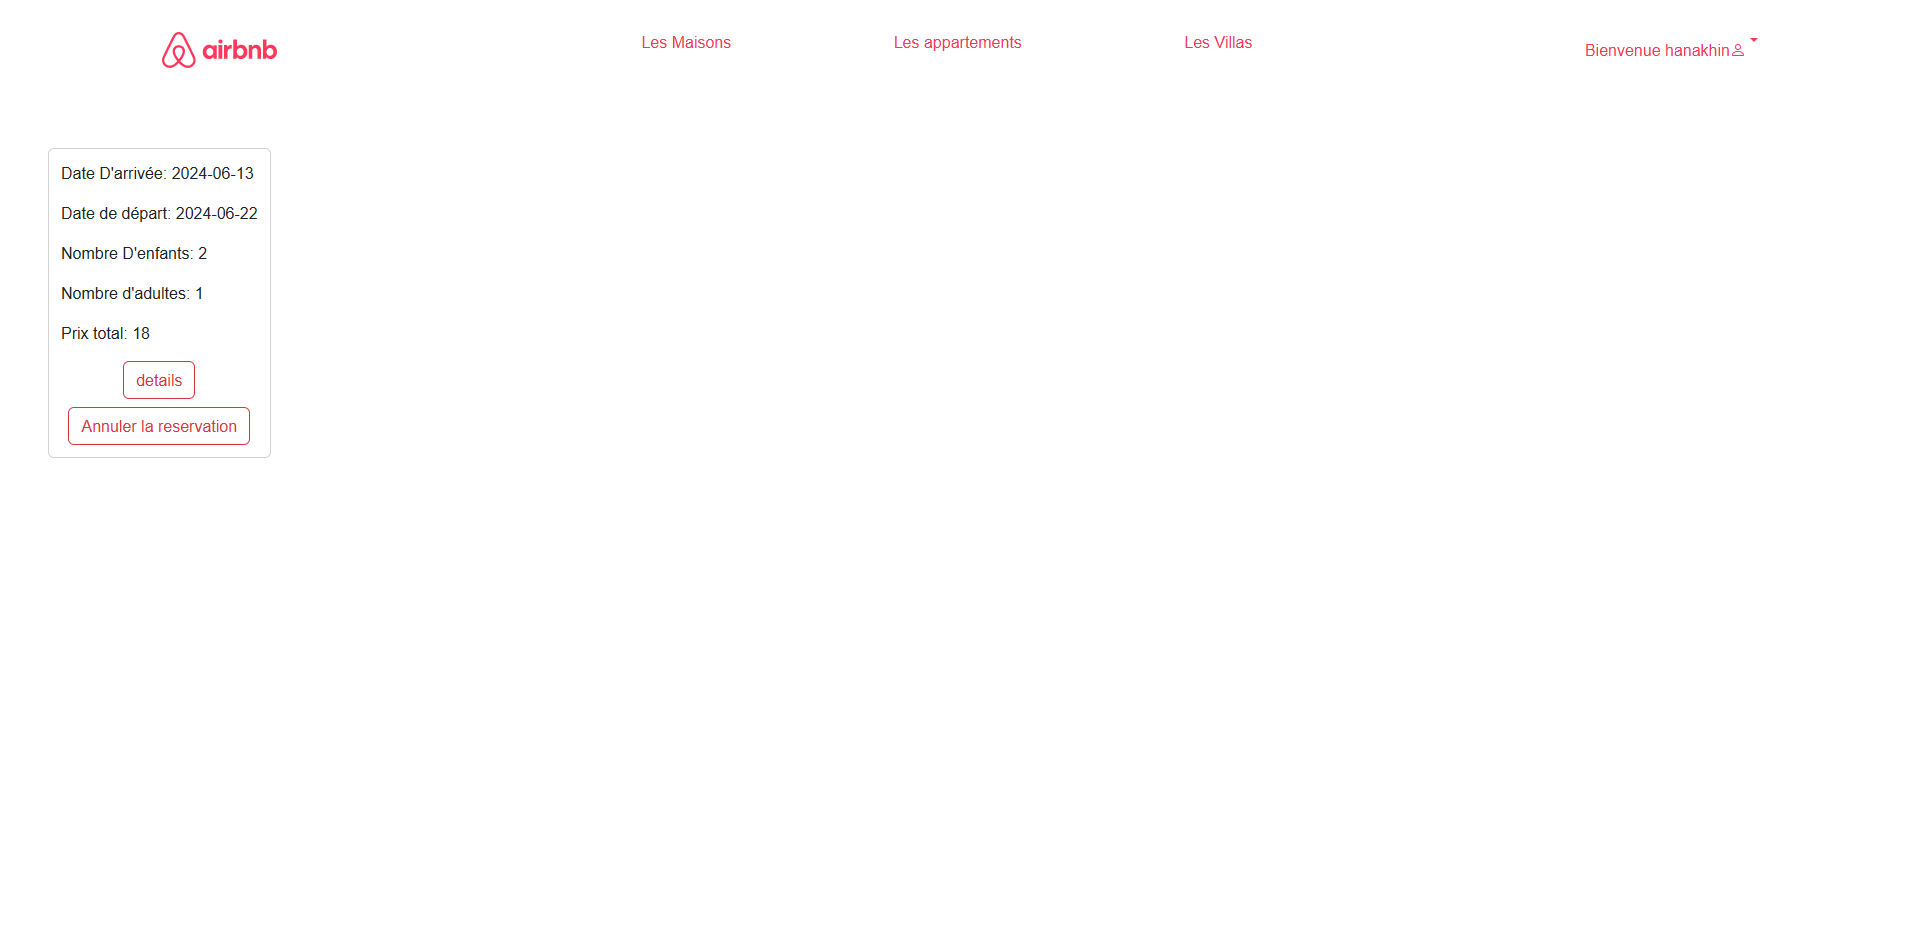 airbnb
Les Maisons
Les appartements
Les Villas
Bienvenue hanakhin
Date D'arrivée: 2024-06-13
Date de départ: 2024-06-22
Nombre D'enfants: 2
Nombre d'adultes: 1
Prix total: 18
details
Annuler la reservation